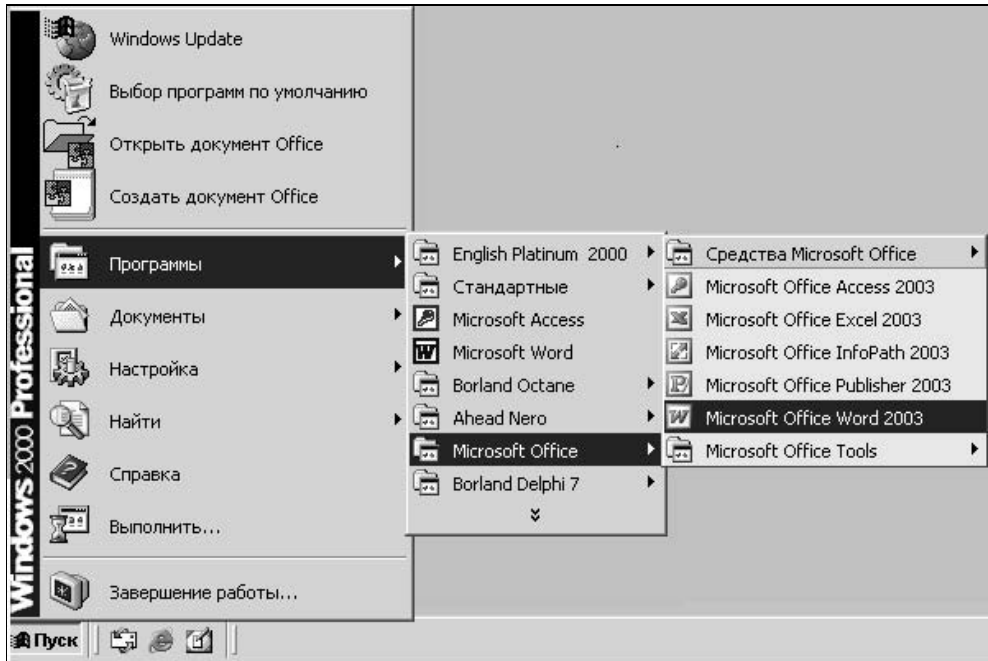 Windows Update
Выбор программ по умолчанию
Открыть документ Office
Создать документ Office
Программы
Документы
Настройка
Найти
Справка
Выполнить...
Завершение работы...
Windows 2000 Professional
English Platinum 2000
Стандартные
Microsoft Access
Microsoft Word
Borland Octane
Ahead Nero
Microsoft Office
Borland Delphi 7
Средства Microsoft Office
Microsoft Office Access 2003
Microsoft Office Excel 2003
Microsoft Office InfoPath 2003
Microsoft Office Publisher 2003
Microsoft Office Word 2003
Microsoft Office Tools
Пуск